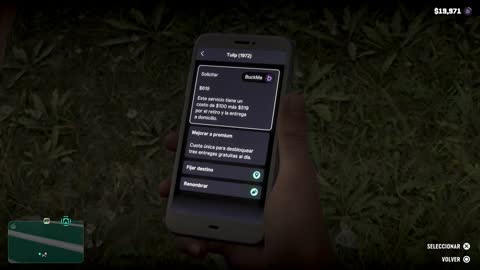 $19,971
Tulip (1972)
Solicitar
BuckMe
$619
Este servicio tiene un
costo de $100 más $519
por el retiro y la entrega
a domicilio.
Mejorar a premium
Cuota única para desbloquear
tres entregas gratuitas al día.
Fijar destino
Renombrar
SELECCIONAR
VOLVER